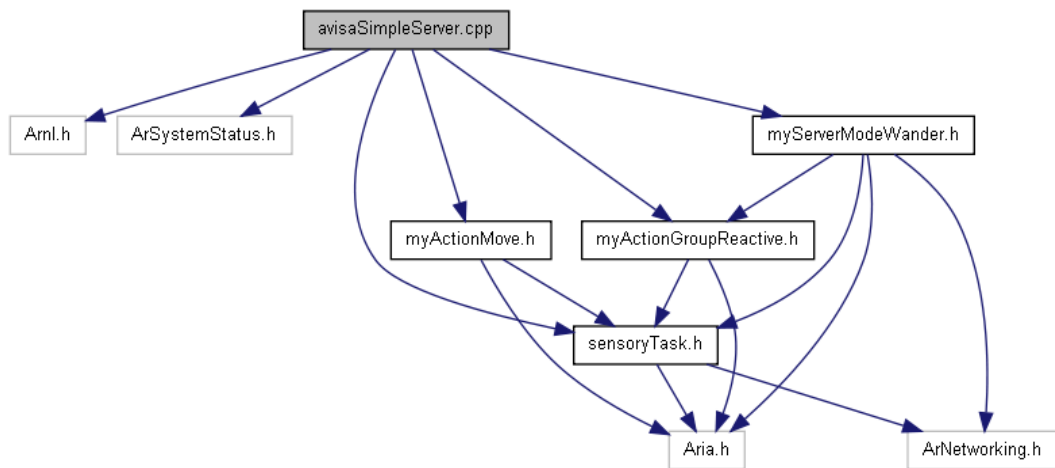 avisaSimpleServer.cpp
Arnl.h
ArSystemStatus.h
myServerModeWander.h
myActionMove.h
myActionGroupReactive.h
sensoryTask.h
Aria.h
ArNetworking.h